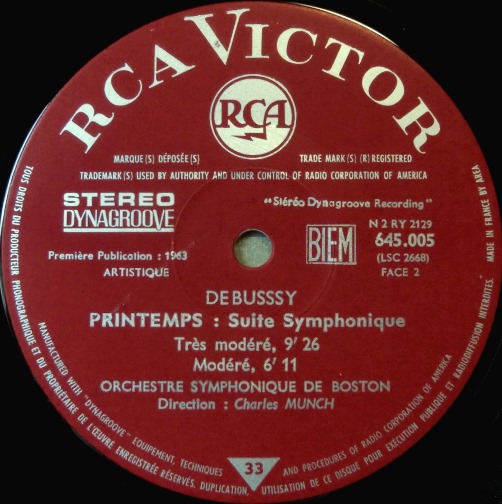 RCA VICTOR
RCA
MARQUE(S) DÉPOSÉE(S)
TRADE MARK(S) (R) REGISTERED
TRADEMARK(S) USED BY AUTHORITY AND UNDER CONTROL OF RADIO CORPORATION OF AMERICA
STEREO
DYNAGROOVE
"Stéréo Dynagroove Recording"
Première Publication : 1963
ARTISTIQUE
BIEM
N 2 RY 2129
645.005
(LSC 2668)
FACE 2
DEBUSSSY
PRINTEMPS : Suite Symphonique
Très modéré, 9' 26
Modéré, 6' 11
ORCHESTRE SYMPHONIQUE DE BOSTON
Direction : Charles MUNCH
33
MANUFACTURED WITH "DYNAGROOVE" EQUIPEMENT, TECHNIQUES AND PROCEDURES OF RADIO CORPORATION OF AMERICA
TOUS DROITS DU PRODUCTEUR PHONOGRAPHIQUE ET DU PROPRIÉTAIRE DE L'ŒUVRE ENREGISTRÉE RÉSERVÉS. DUPLICATION, UTILISATION DE CE DISQUE POUR EXÉCUTION PUBLIQUE ET RADIODIFFUSION INTERDITES.
MADE IN FRANCE BY AREA